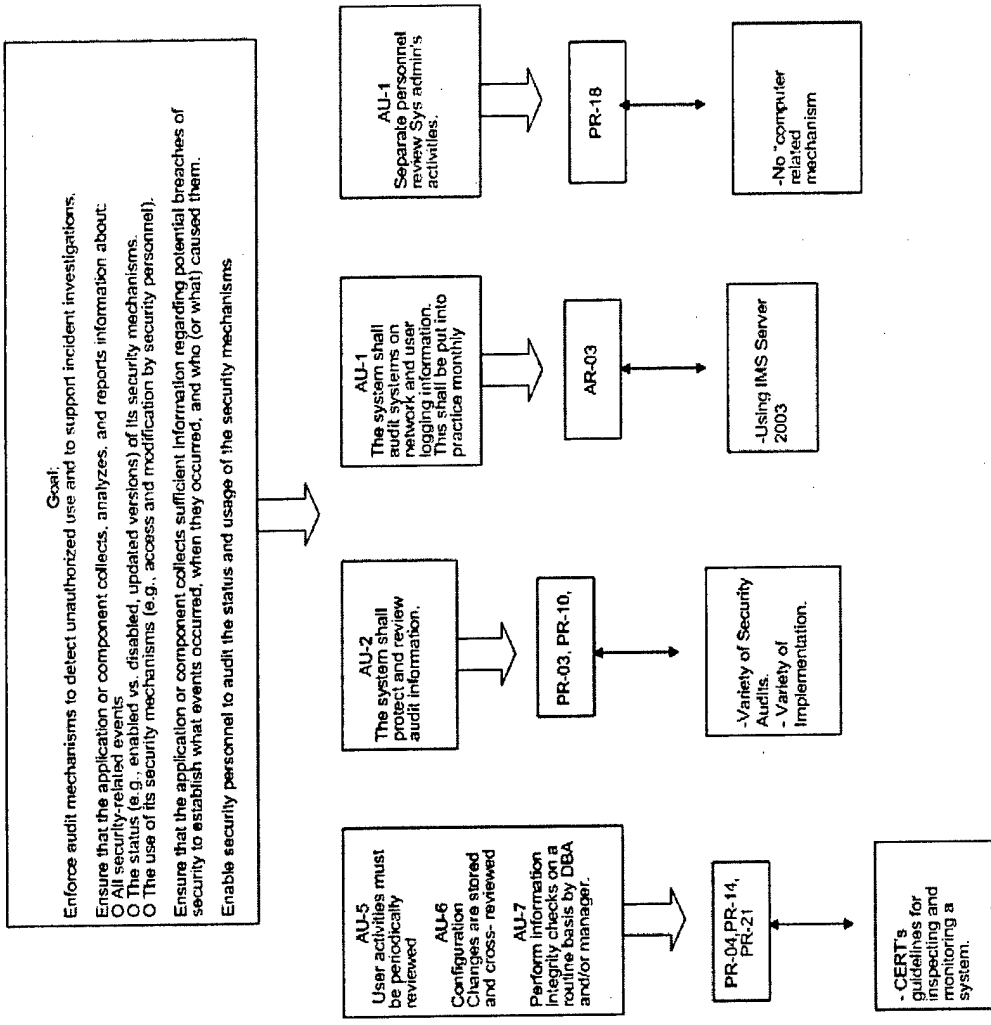 Goal:
Enforce audit mechanisms to detect unauthorized use and to support incident investigations.
Ensure that the application or component collects, analyzes, and reports information about:
O All security-related events
O The status (e.g., enabled vs. disabled, updated versions) of its security mechanisms.
O The use of its security mechanisms (e.g., access and modification by security personnel).
Ensure that the application or component collects sufficient information regarding potential breaches of
security to establish what events occurred, when they occurred, and who (or what) caused them.
Enable security personnel to audit the status and usage of the security mechanisms
AU-5
User activities must
be periodically
reviewed
AU-6
Configuration
Changes are stored
and cross- reviewed
AU-7
Perform information
Integrity checks on a
routine basis by DBA
and/or manager.
PR-04,PR-14,
PR-21
- CERT's
guidelines for
inspecting and
monitoring a
system.
AU-2
The system shall
protect and review
audit information.
PR-03, PR-10,
-Variety of Security
Audits.
- Variety of
Implementation.
AU-1
The system shall
audit systems on
network and user
logging information.
This shall be put into
practice monthly
AR-03
-Using IMS Server
2003
AU-1
Separate personnel
review Sys admin's
activities.
PR-18
-No "computer
related
mechanism